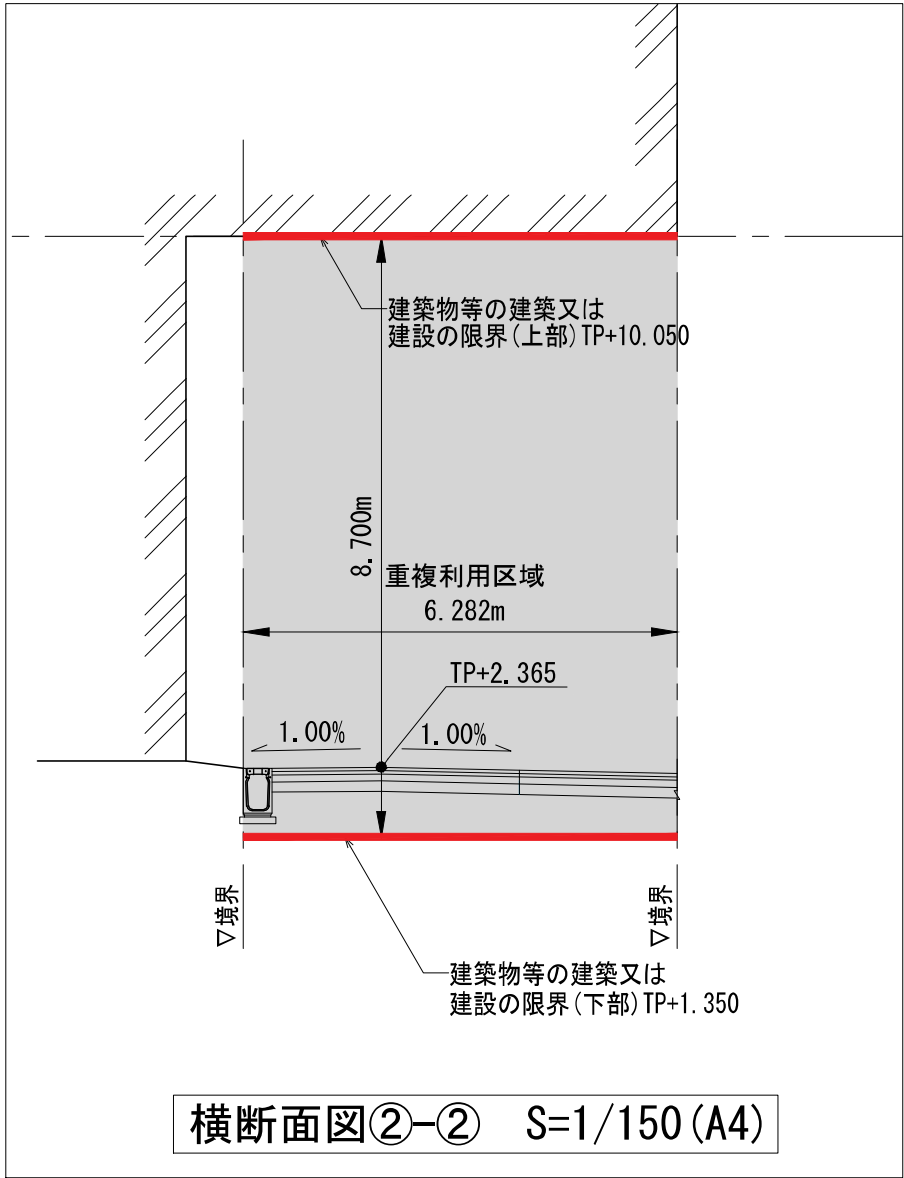 建築物等の建築又は
建設の限界(上部)TP+10.050
8.700m
重複利用区域
6.282m
TP+2.365
1.00%
1.00%
▽境界
▽境界
建築物等の建築又は
建設の限界(下部)TP+1.350
横断面図②-② S=1/150(A4)